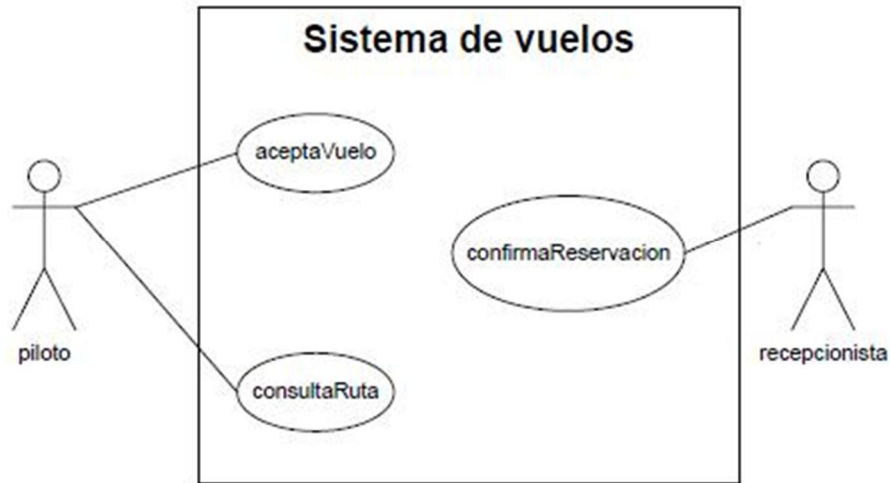 Sistema de vuelos
aceptaVuelo
confirmaReservacion
piloto
recepcionista
consultaRuta